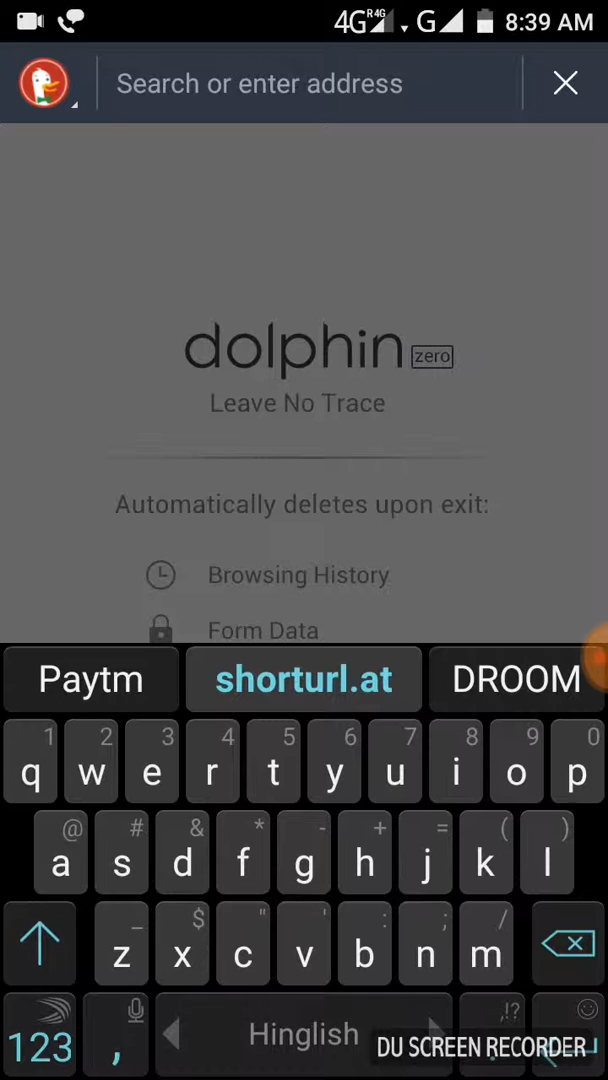 4G R4G G 8:39 AM
Search or enter address
dolphin zero
Leave No Trace
Automatically deletes upon exit:
Browsing History
Form Data
Paytm shorturl.at DROOM
1 2 3 4 5 6 7 8 9 0
q w e r t y u i o p
@ # & * - + = ( )
a s d f g h j k l
_ $ " ' : ; /
z x c v b n m
,!?
123 , Hinglish .
DU SCREEN RECORDER